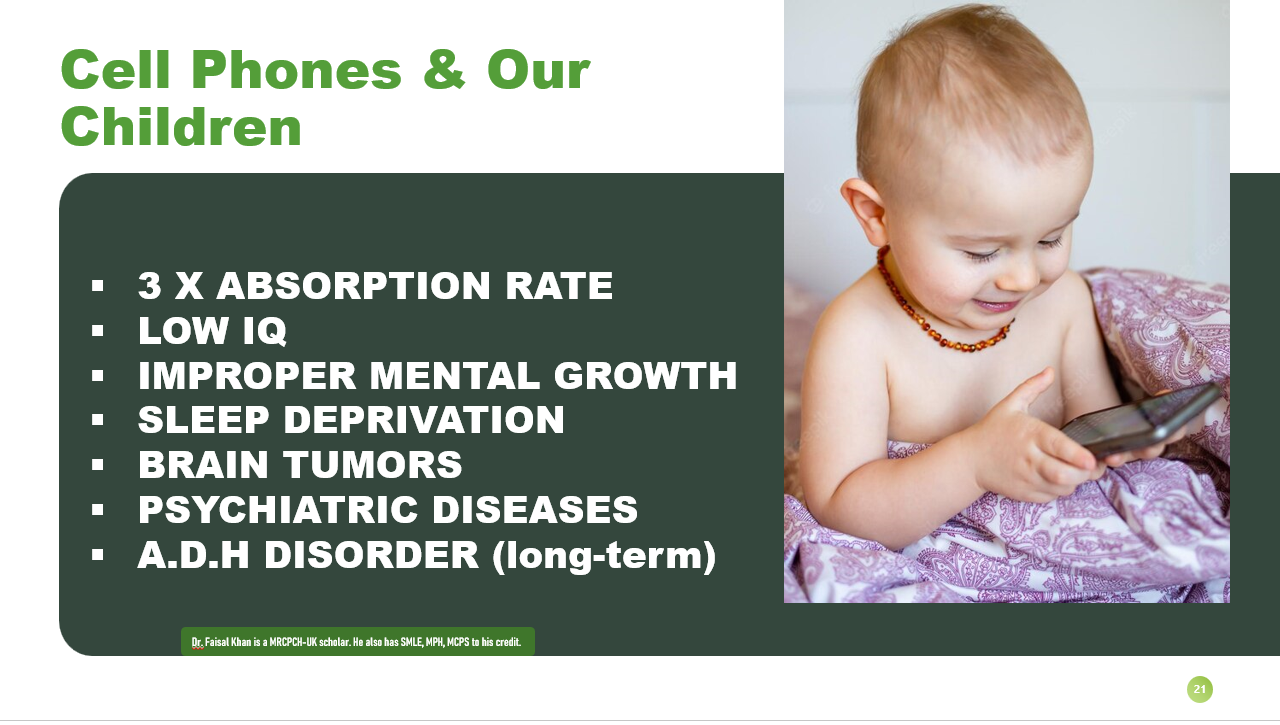 Cell Phones & Our
Children
▪ 3 X ABSORPTION RATE
▪ LOW IQ
▪ IMPROPER MENTAL GROWTH
▪ SLEEP DEPRIVATION
▪ BRAIN TUMORS
▪ PSYCHIATRIC DISEASES
▪ A.D.H DISORDER (long-term)
Dr. Faisal Khan is a MRCPCH-UK scholar. He also has SMLE, MPH, MCPS to his credit.
21